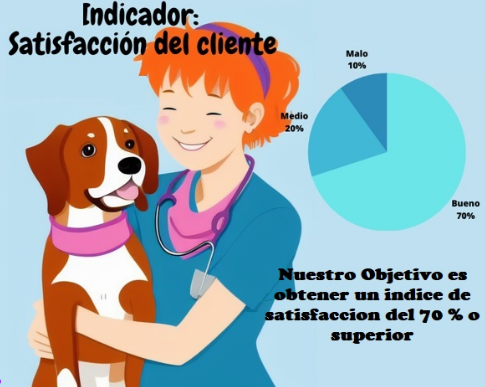 Indicador:
Satisfacción del cliente
Malo
10%
Medio
20%
Bueno
70%
Nuestro Objetivo es
obtener un indice de
satisfaccion del 70 % o
superior